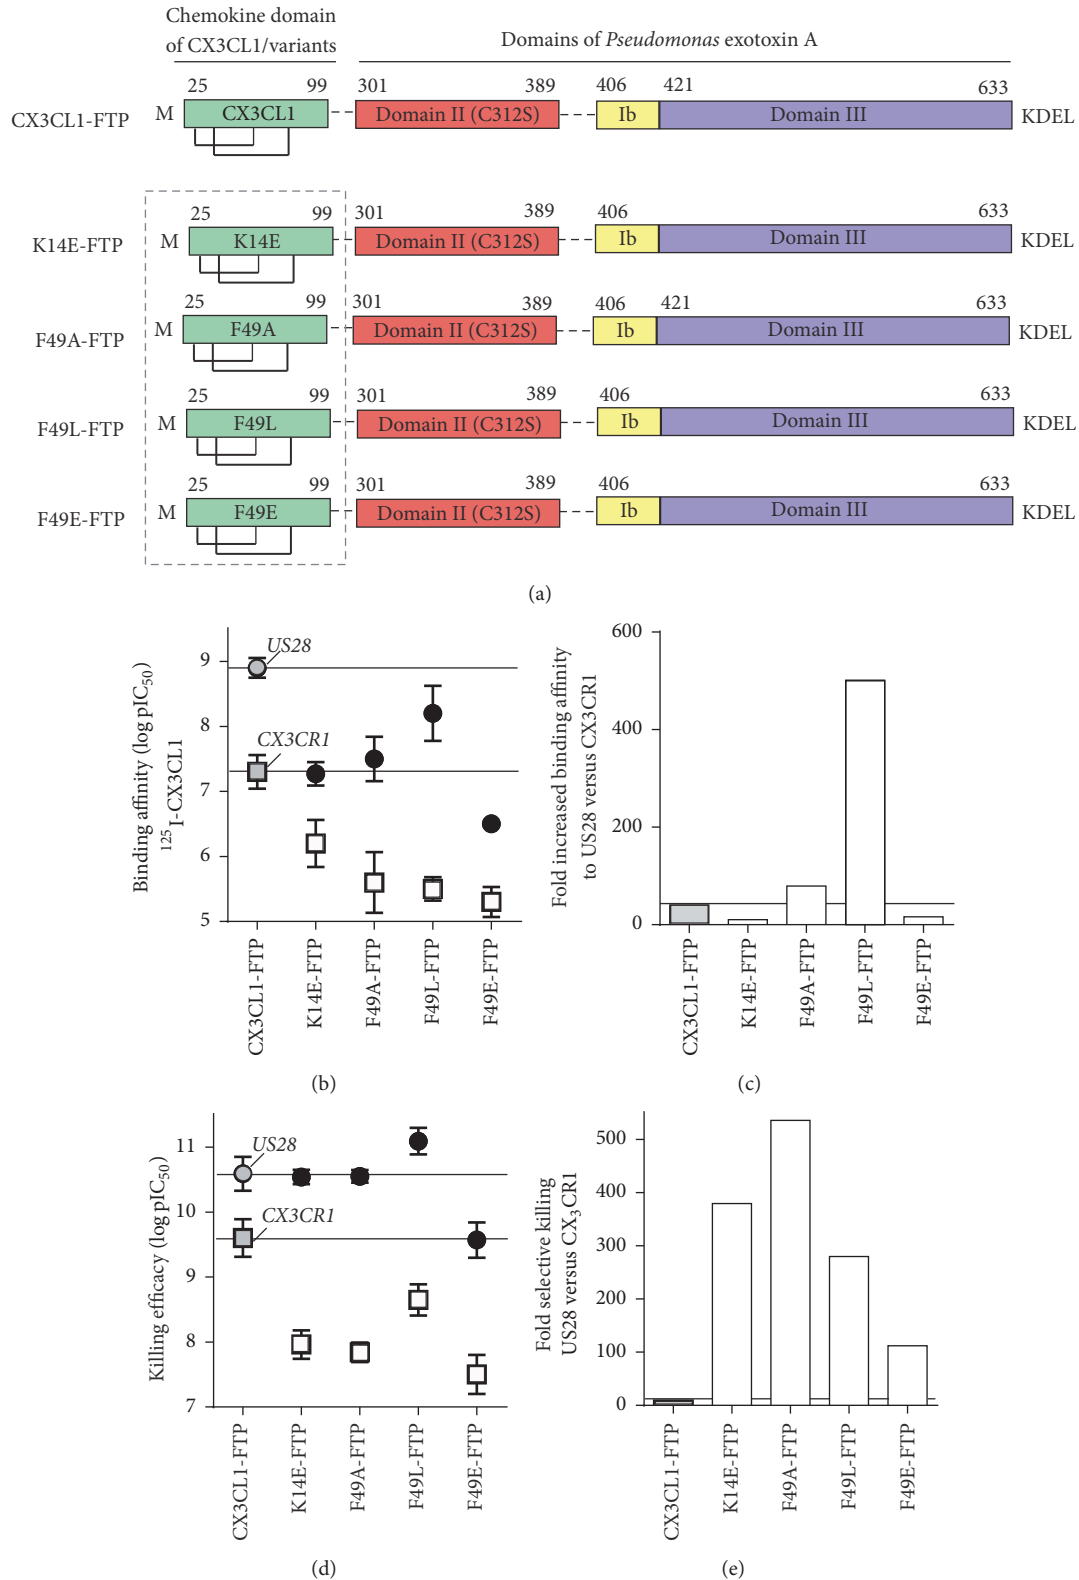 Chemokine domain
of CX3CL1/variants
Domains of Pseudomonas exotoxin A
25 99 301 389 406 421 633
CX3CL1-FTP M CX3CL1 Domain II (C312S) Ib Domain III KDEL
25 99 301 389 406 633
K14E-FTP M K14E Domain II (C312S) Ib Domain III KDEL
25 99 301 389 406 421 633
F49A-FTP M F49A Domain II (C312S) Ib Domain III KDEL
25 99 301 389 406 633
F49L-FTP M F49L Domain II (C312S) Ib Domain III KDEL
25 99 301 389 406 633
F49E-FTP M F49E Domain II (C312S) Ib Domain III KDEL
(a)
Binding affinity (log pIC50)
125I-CX3CL1
9
8
7
6
5
US28
CX3CR1
CX3CL1-FTP
K14E-FTP
F49A-FTP
F49L-FTP
F49E-FTP
(b)
Fold increased binding affinity
to US28 versus CX3CR1
600
400
200
0
CX3CL1-FTP
K14E-FTP
F49A-FTP
F49L-FTP
F49E-FTP
(c)
Killing efficacy (log pIC50)
11
10
9
8
7
US28
CX3CR1
CX3CL1-FTP
K14E-FTP
F49A-FTP
F49L-FTP
F49E-FTP
(d)
Fold selective killing
US28 versus CX3CR1
500
400
300
200
100
0
CX3CL1-FTP
K14E-FTP
F49A-FTP
F49L-FTP
F49E-FTP
(e)